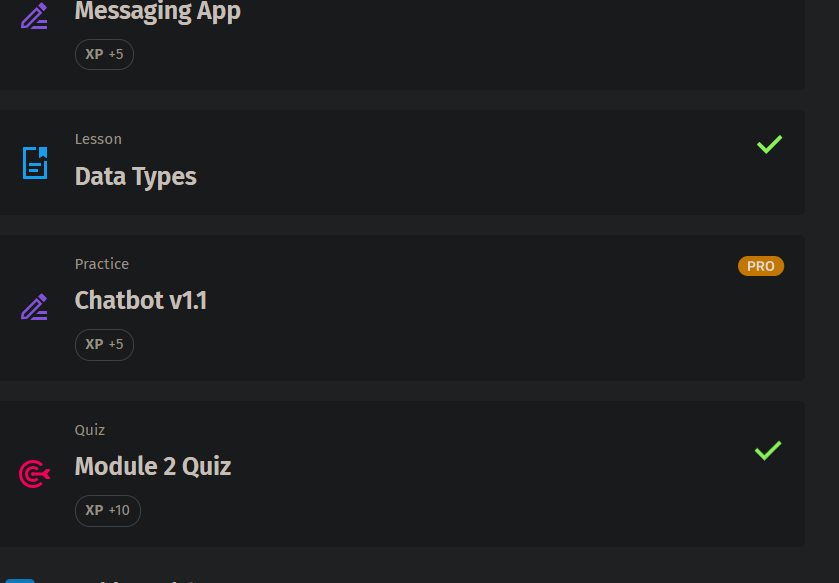 Messaging App
XP +5
Lesson
Data Types
Practice
PRO
Chatbot v1.1
XP +5
Quiz
Module 2 Quiz
XP +10